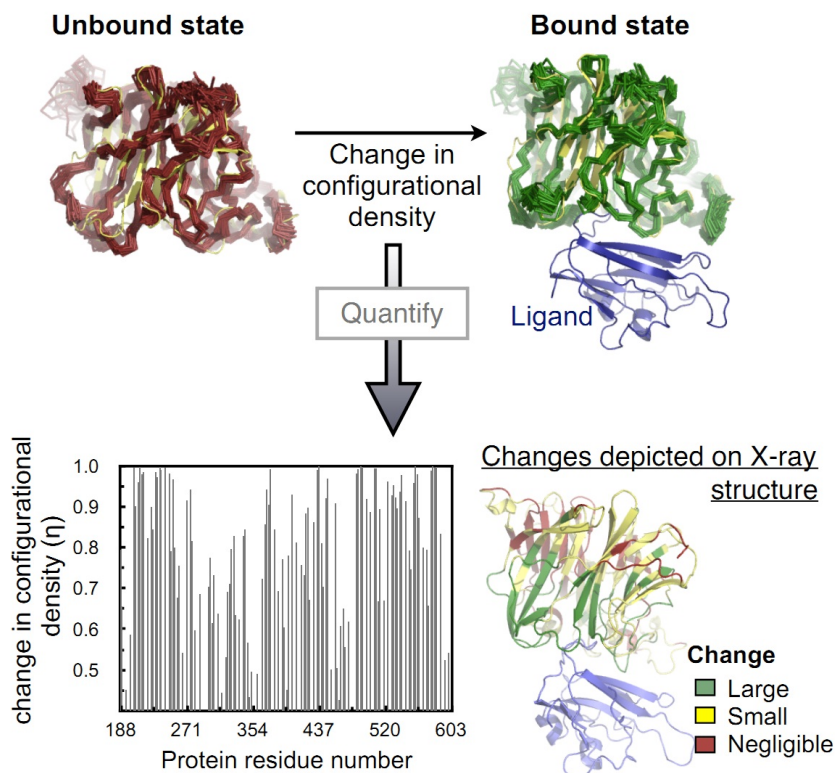 Unbound state
Bound state
Change in
configurational
density
Ligand
Quantify
change in configurational
density (n)
1.0
0.9
0.8
0.7
0.6
0.5
188 271 354 437 520 603
Protein residue number
Changes depicted on X-ray
structure
Change
Large
Small
Negligible